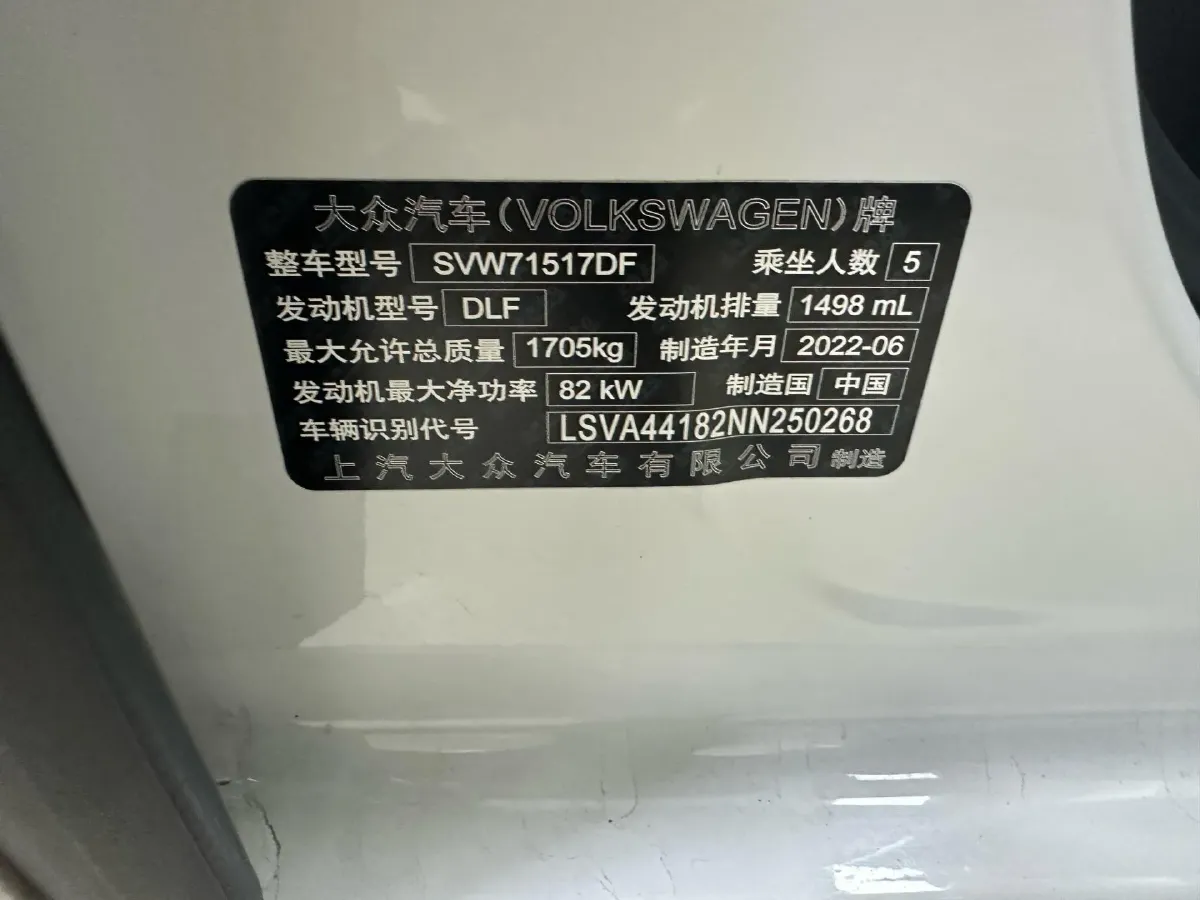 大众汽车(VOLKSWAGEN)牌
整车型号 SVW71517DF 乘坐人数 5
发动机型号 DLF 发动机排量 1498 mL
最大允许总质量 1705kg 制造年月 2022-06
发动机最大净功率 82 kW 制造国 中国
车辆识别代号 LSVA44182NN250268
上汽大众汽车有限公司 制造